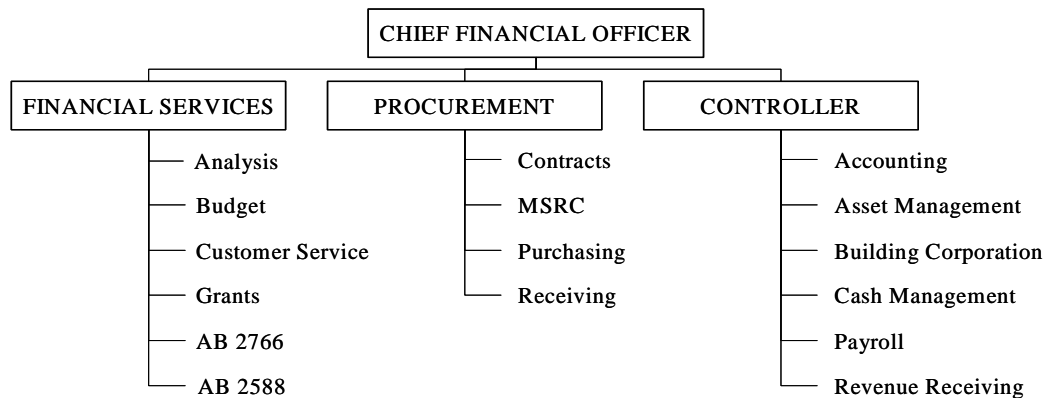 CHIEF FINANCIAL OFFICER
FINANCIAL SERVICES
Analysis
Budget
Customer Service
Grants
AB 2766
AB 2588
PROCUREMENT
Contracts
MSRC
Purchasing
Receiving
CONTROLLER
Accounting
Asset Management
Building Corporation
Cash Management
Payroll
Revenue Receiving